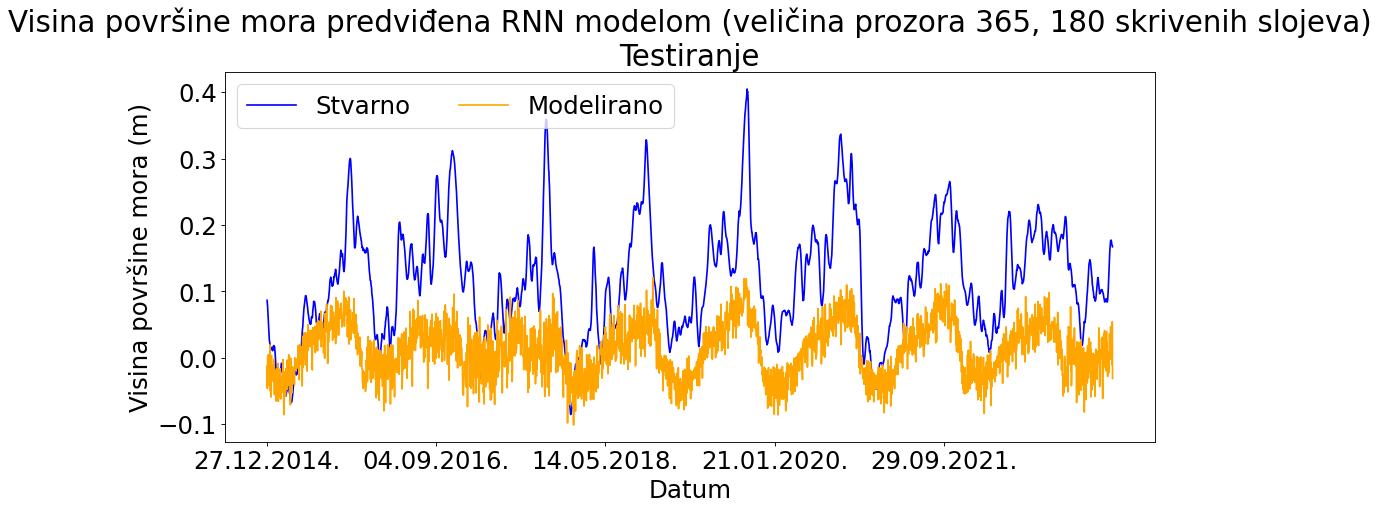 Visina površine mora predviđena RNN modelom (veličina prozora 365, 180 skrivenih slojeva)
Testiranje
Stvarno
Modelirano
Visina površine mora (m)
0.4
0.3
0.2
0.1
0.0
−0.1
27.12.2014.
04.09.2016.
14.05.2018.
21.01.2020.
29.09.2021.
Datum